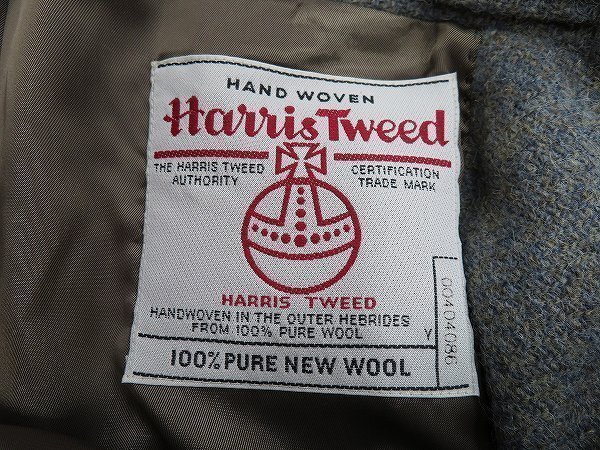 HAND WOVEN
Harris Tweed
THE HARRIS TWEED
AUTHORITY
CERTIFICATION
TRADE MARK
HARRIS TWEED
HANDWOVEN IN THE OUTER HEBRIDES
FROM 100% PURE WOOL
Y
00404086
100% PURE NEW WOOL